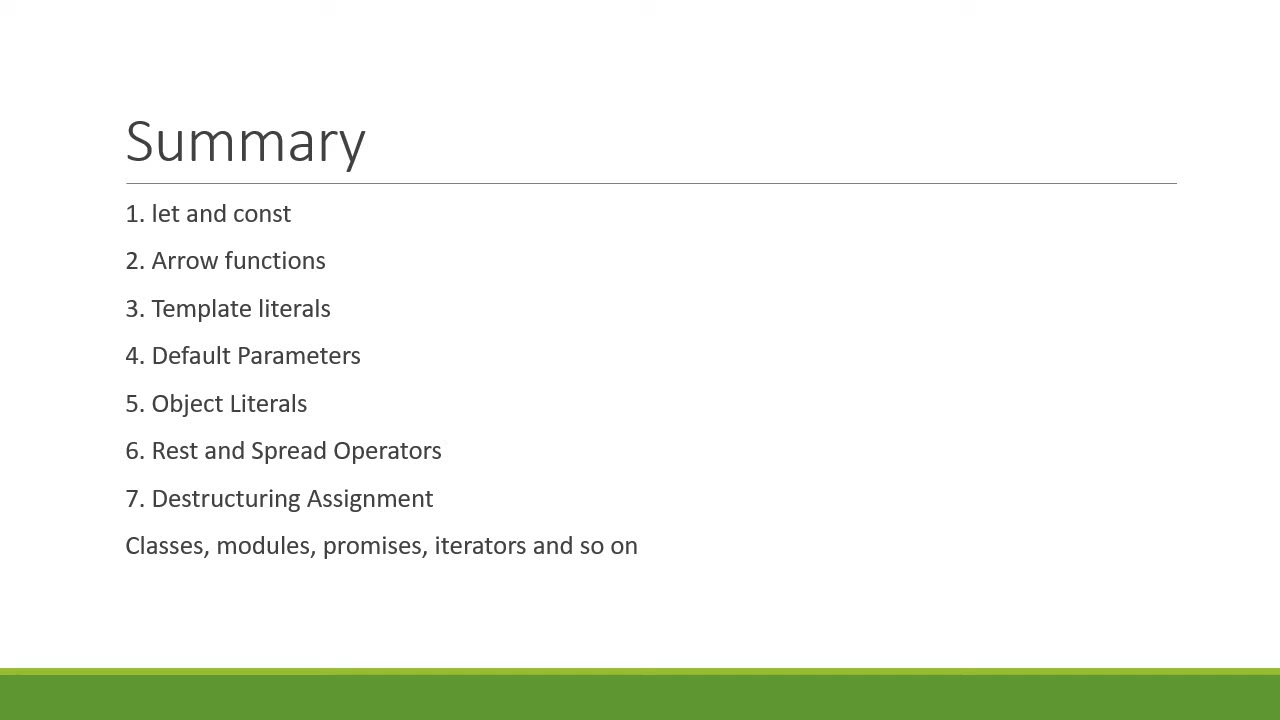 Summary
1. let and const
2. Arrow functions
3. Template literals
4. Default Parameters
5. Object Literals
6. Rest and Spread Operators
7. Destructuring Assignment
Classes, modules, promises, iterators and so on